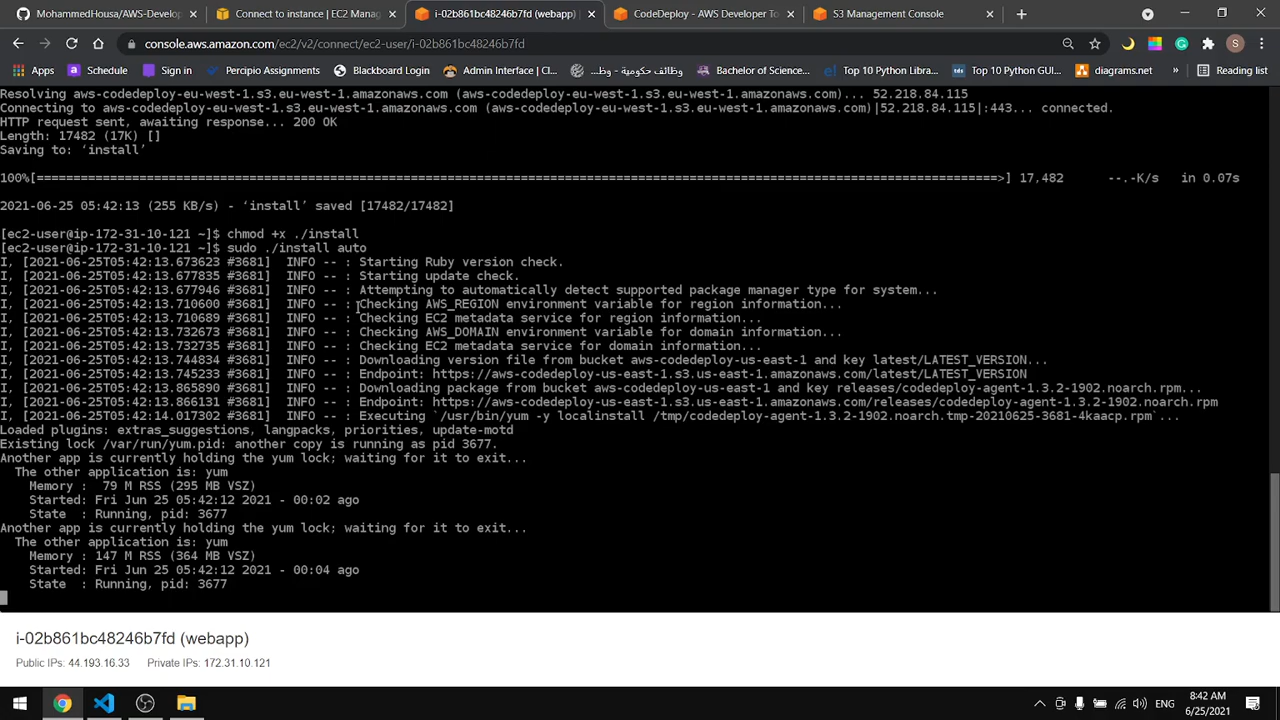 MohammedHousa/AWS-Develop
Connect to instance | EC2 Manag
i-02b861bc48246b7fd (webapp)
CodeDeploy - AWS Developer To
S3 Management Console
console.aws.amazon.com/ec2/v2/connect/ec2-user/i-02b861bc48246b7fd
Apps
Schedule
Sign in
Percipio Assignments
Blackboard Login
Admin Interface | Cl...
وظائف حكومية - وظ...
Bachelor of Science...
Top 10 Python Librar...
Top 10 Python GUI...
diagrams.net
»
Reading list
Resolving aws-codedeploy-eu-west-1.s3.eu-west-1.amazonaws.com (aws-codedeploy-eu-west-1.s3.eu-west-1.amazonaws.com)... 52.218.84.115
Connecting to aws-codedeploy-eu-west-1.s3.eu-west-1.amazonaws.com (aws-codedeploy-eu-west-1.s3.eu-west-1.amazonaws.com)|52.218.84.115|:443... connected.
HTTP request sent, awaiting response... 200 OK
Length: 17482 (17K) []
Saving to: ‘install’
100%[=========================================================================================================================>] 17,482 --.-K/s in 0.07s
2021-06-25 05:42:13 (255 KB/s) - ‘install’ saved [17482/17482]
[ec2-user@ip-172-31-10-121 ~]$ chmod +x ./install
[ec2-user@ip-172-31-10-121 ~]$ sudo ./install auto
I, [2021-06-25T05:42:13.673623 #3681]  INFO -- : Starting Ruby version check.
I, [2021-06-25T05:42:13.677835 #3681]  INFO -- : Starting update check.
I, [2021-06-25T05:42:13.677946 #3681]  INFO -- : Attempting to automatically detect supported package manager type for system...
I, [2021-06-25T05:42:13.710600 #3681]  INFO -- : Checking AWS_REGION environment variable for region information...
I, [2021-06-25T05:42:13.710689 #3681]  INFO -- : Checking EC2 metadata service for region information...
I, [2021-06-25T05:42:13.732673 #3681]  INFO -- : Checking AWS_DOMAIN environment variable for domain information...
I, [2021-06-25T05:42:13.732735 #3681]  INFO -- : Checking EC2 metadata service for domain information...
I, [2021-06-25T05:42:13.744834 #3681]  INFO -- : Downloading version file from bucket aws-codedeploy-us-east-1 and key latest/LATEST_VERSION...
I, [2021-06-25T05:42:13.745233 #3681]  INFO -- : Endpoint: https://aws-codedeploy-us-east-1.s3.us-east-1.amazonaws.com/latest/LATEST_VERSION
I, [2021-06-25T05:42:13.865890 #3681]  INFO -- : Downloading package from bucket aws-codedeploy-us-east-1 and key releases/codedeploy-agent-1.3.2-1902.noarch.rpm...
I, [2021-06-25T05:42:13.866131 #3681]  INFO -- : Endpoint: https://aws-codedeploy-us-east-1.s3.us-east-1.amazonaws.com/releases/codedeploy-agent-1.3.2-1902.noarch.rpm
I, [2021-06-25T05:42:14.017302 #3681]  INFO -- : Executing `/usr/bin/yum -y localinstall /tmp/codedeploy-agent-1.3.2-1902.noarch.tmp-20210625-3681-4kaacp.rpm`...
Loaded plugins: extras_suggestions, langpacks, priorities, update-motd
Existing lock /var/run/yum.pid: another copy is running as pid 3677.
Another app is currently holding the yum lock; waiting for it to exit...
The other application is: yum
Memory :  79 M RSS (295 MB VSZ)
Started: Fri Jun 25 05:42:12 2021 - 00:02 ago
State  : Running, pid: 3677
Another app is currently holding the yum lock; waiting for it to exit...
The other application is: yum
Memory : 147 M RSS (364 MB VSZ)
Started: Fri Jun 25 05:42:12 2021 - 00:04 ago
State  : Running, pid: 3677
i-02b861bc48246b7fd (webapp)
Public IPs: 44.193.16.33 Private IPs: 172.31.10.121
ENG
8:42 AM
6/25/2021